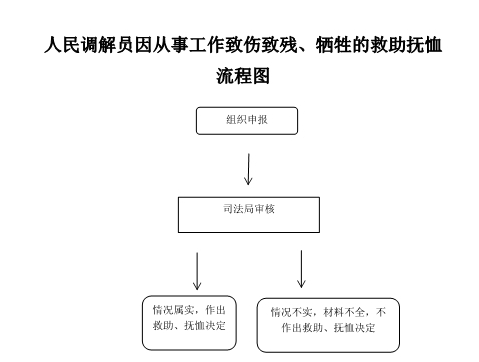 人民调解员因从事工作致伤致残、牺牲的救助抚恤
流程图
组织申报
司法局审核
情况属实，作出
救助、抚恤决定
情况不实，材料不全，不
作出救助、抚恤决定